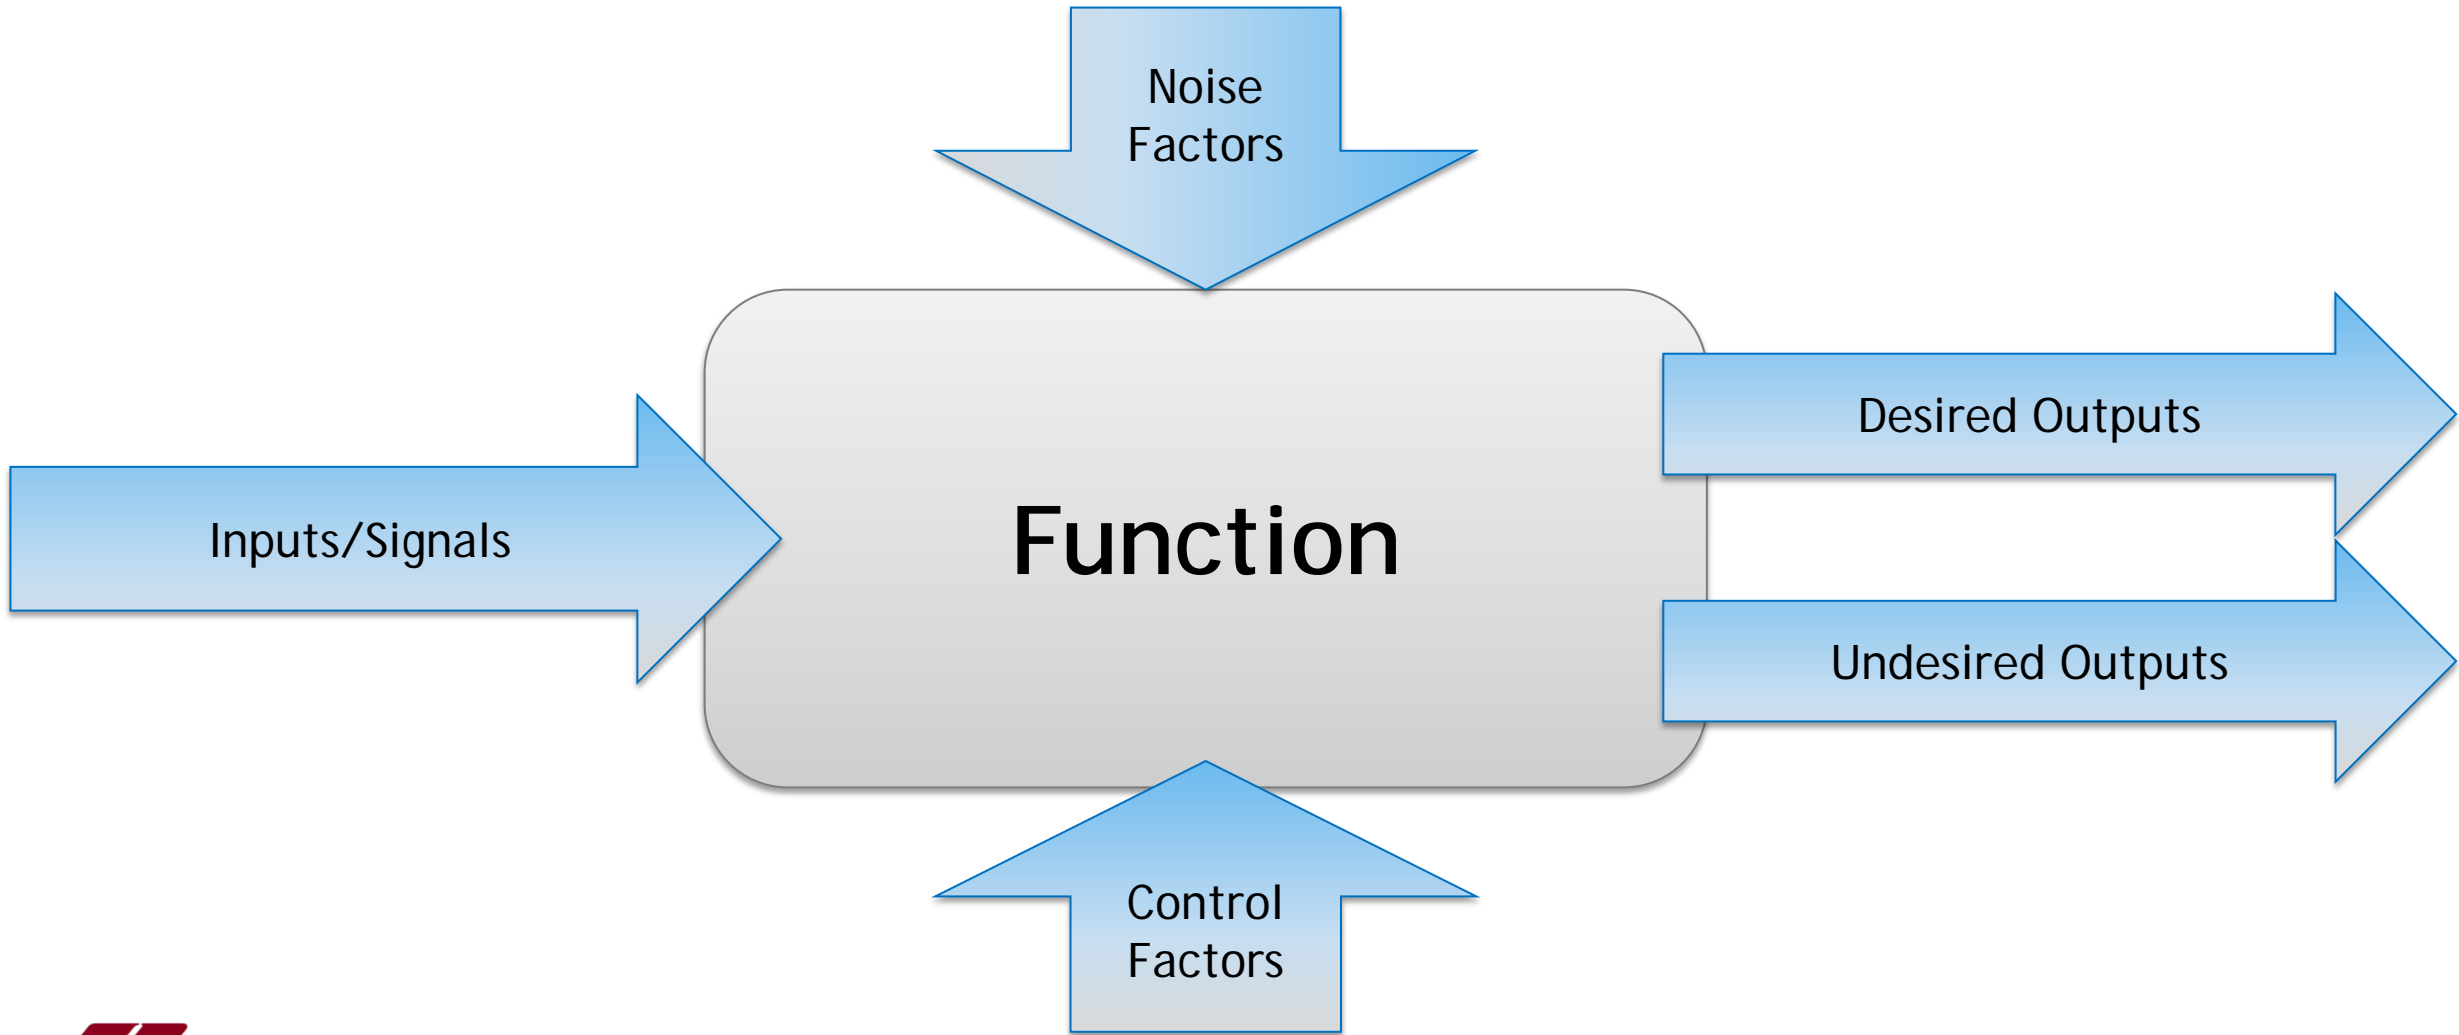 Noise
Factors
Inputs/Signals
Function
Desired Outputs
Undesired Outputs
Control
Factors